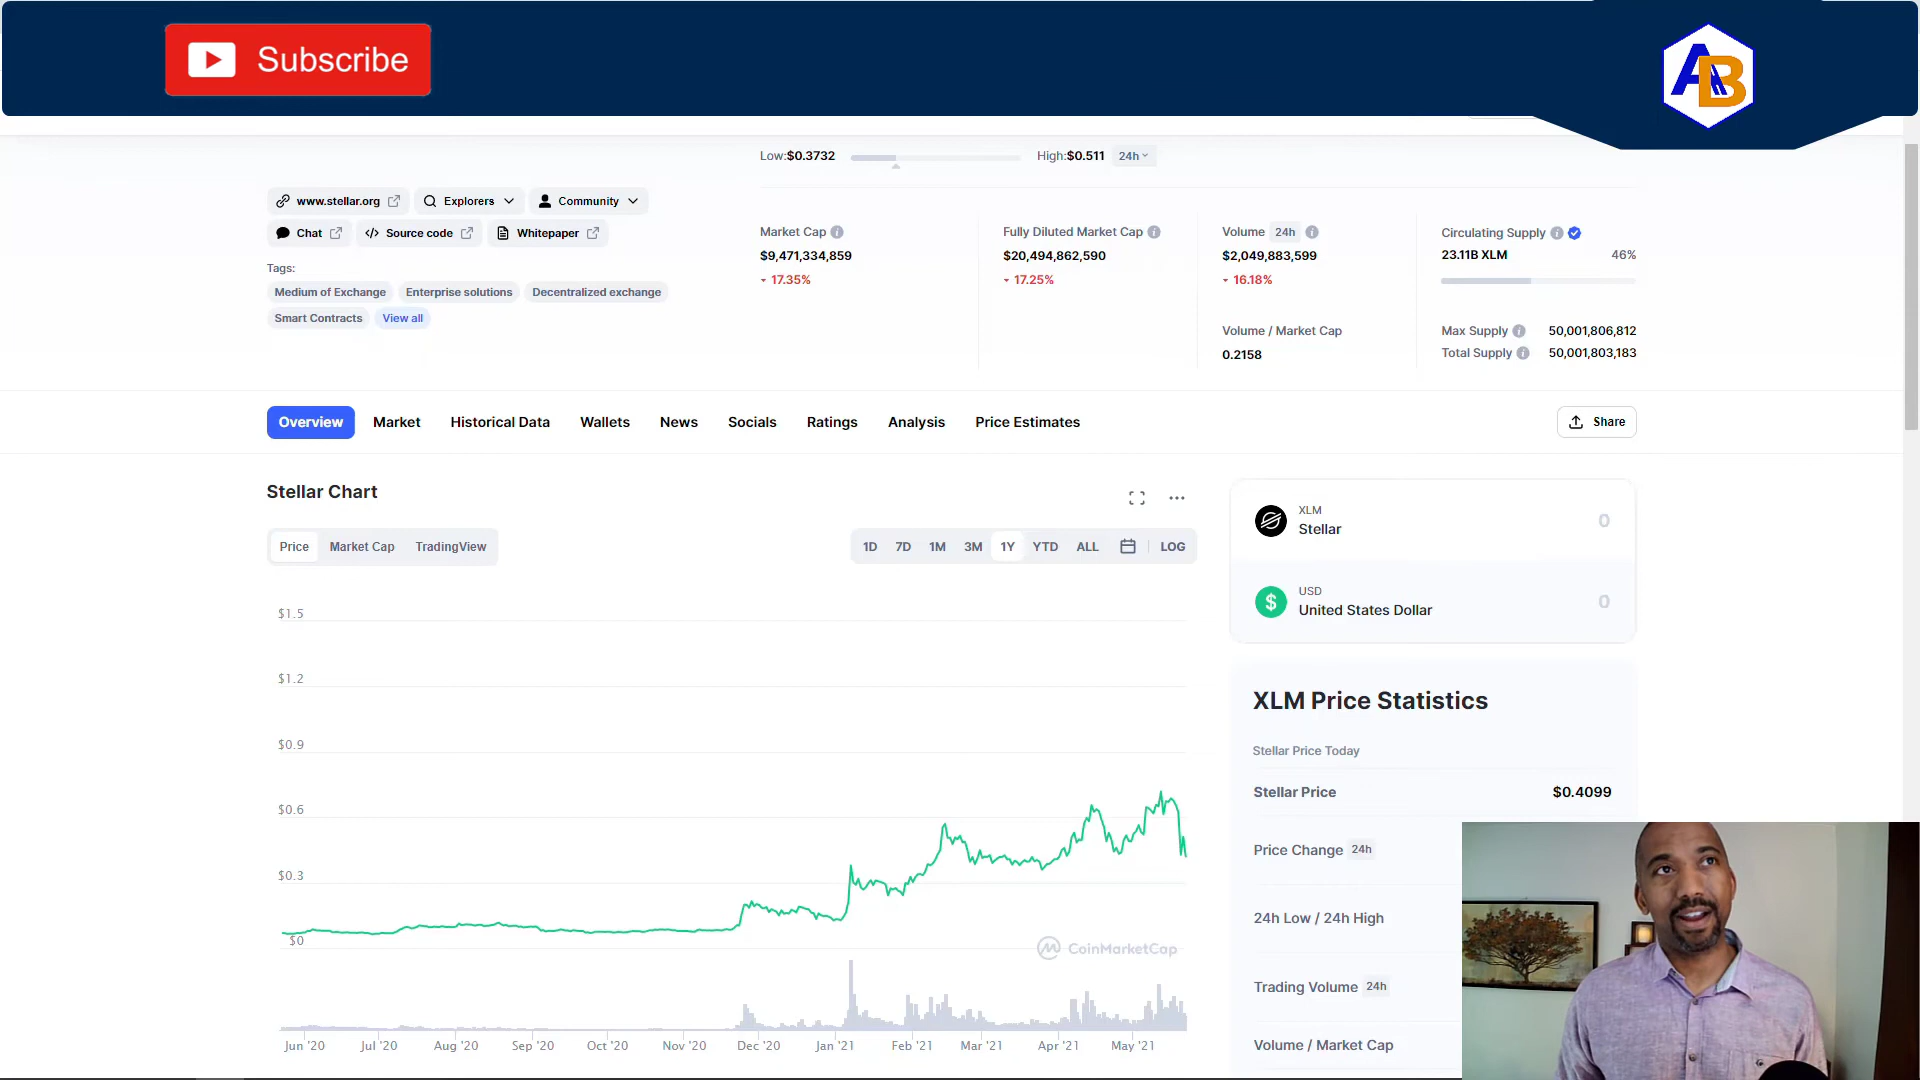 Subscribe
AB
Low:$0.3732
High:$0.511
24h
www.stellar.org
Explorers
Community
Chat
Source code
Whitepaper
Tags:
Medium of Exchange
Enterprise solutions
Decentralized exchange
Smart Contracts
View all
Market Cap
$9,471,334,859
17.35%
Fully Diluted Market Cap
$20,494,862,590
17.25%
Volume 24h
$2,049,883,599
16.18%
Volume / Market Cap
0.2158
Circulating Supply
23.11B XLM
46%
Max Supply
50,001,806,812
Total Supply
50,001,803,183
Overview
Market
Historical Data
Wallets
News
Socials
Ratings
Analysis
Price Estimates
Share
Stellar Chart
Price
Market Cap
TradingView
1D
7D
1M
3M
1Y
YTD
ALL
LOG
$1.5
$1.2
$0.9
$0.6
$0.3
$0
CoinMarketCap
Jun '20
Jul '20
Aug '20
Sep '20
Oct '20
Nov '20
Dec '20
Jan '21
Feb '21
Mar '21
Apr '21
May '21
XLM
Stellar
0
USD
United States Dollar
0
XLM Price Statistics
Stellar Price Today
Stellar Price
$0.4099
Price Change 24h
24h Low / 24h High
Trading Volume 24h
Volume / Market Cap